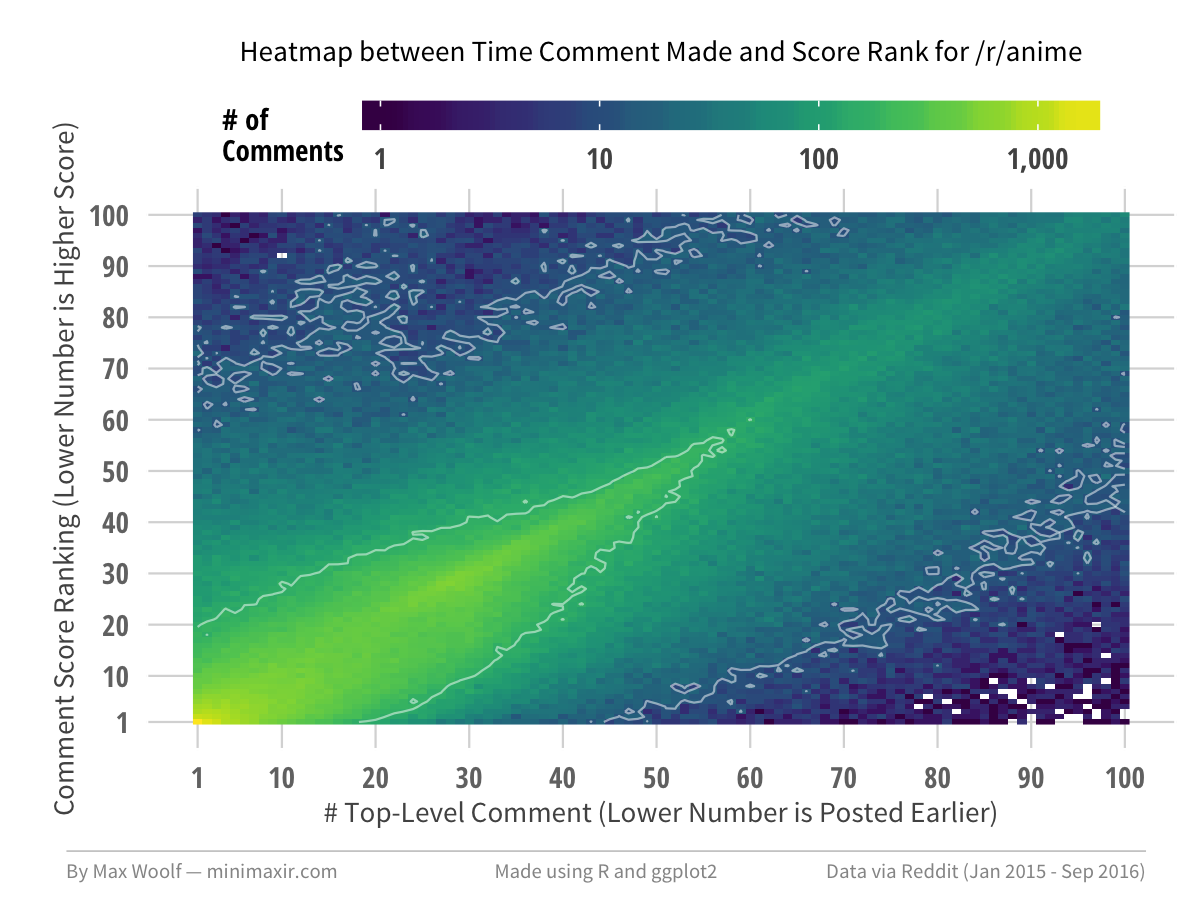 Heatmap between Time Comment Made and Score Rank for /r/anime
# of
Comments
1 10 100 1,000
Comment Score Ranking (Lower Number is Higher Score)
100
90
80
70
60
50
40
30
20
10
1
1 10 20 30 40 50 60 70 80 90 100
# Top-Level Comment (Lower Number is Posted Earlier)
By Max Woolf — minimaxir.com Made using R and ggplot2 Data via Reddit (Jan 2015 - Sep 2016)